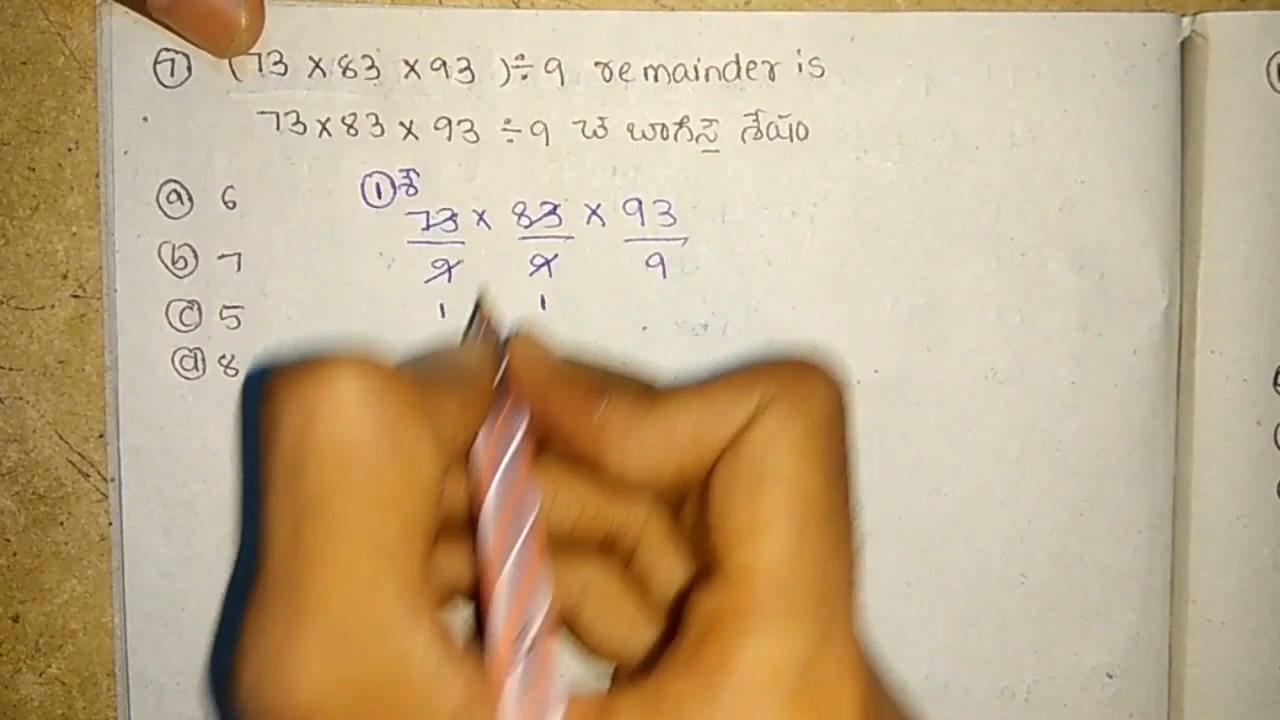 ⑦ (73 × 83 × 93 ) ÷ 9 remainder is
73 × 83 × 93 ÷ 9 చే
ⓐ 6
ⓑ 7
ⓒ 5
ⓓ 8
①
73 × 83 × 93
9 9 9
1 1